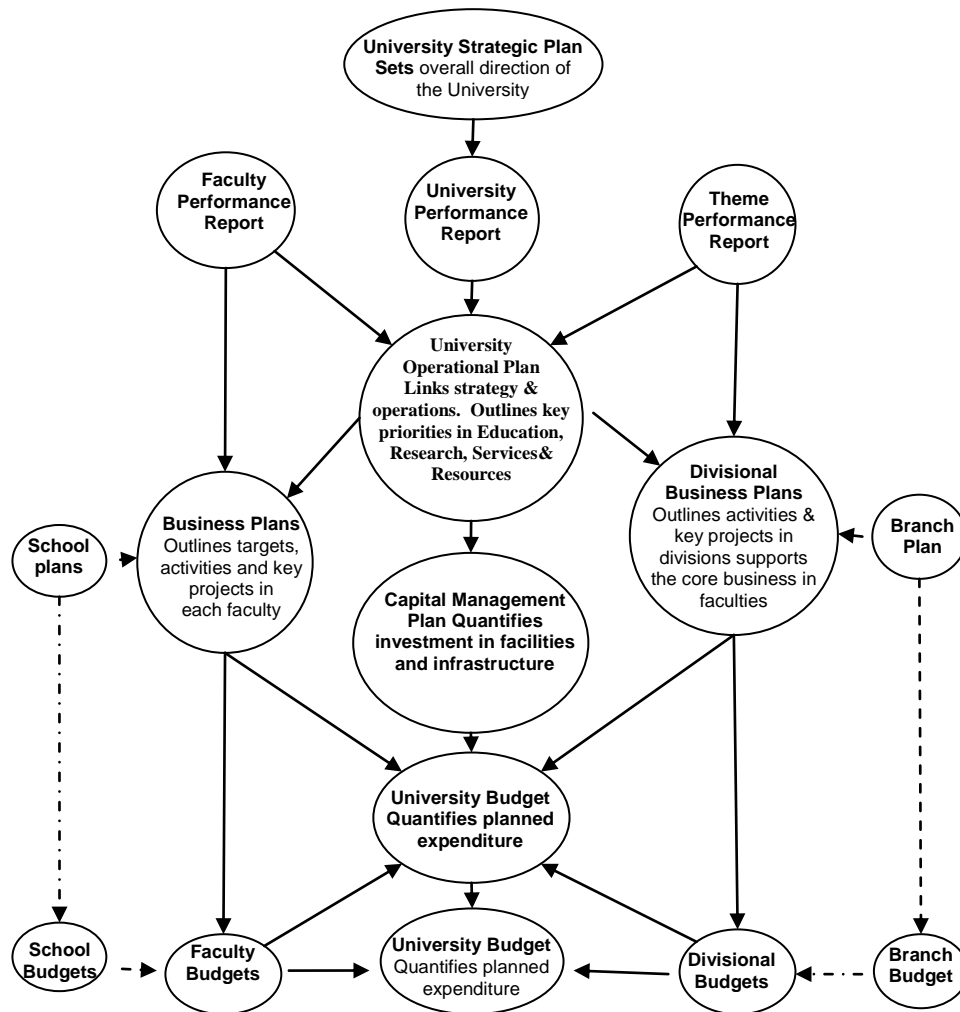 University Strategic Plan
Sets overall direction of
the University
Faculty
Performance
Report
University
Performance
Report
Theme
Performance
Report
University
Operational Plan
Links strategy &
operations.  Outlines key
priorities in Education,
Research, Services&
Resources
School
plans
Business Plans
Outlines targets,
activities and key
projects in
each faculty
Divisional
Business Plans
Outlines activities &
key projects in
divisions supports
the core business in
faculties
Branch
Plan
Capital Management
Plan Quantifies
investment in facilities
and infrastructure
University Budget
Quantifies planned
expenditure
School
Budgets
Faculty
Budgets
University Budget
Quantifies planned
expenditure
Divisional
Budgets
Branch
Budget